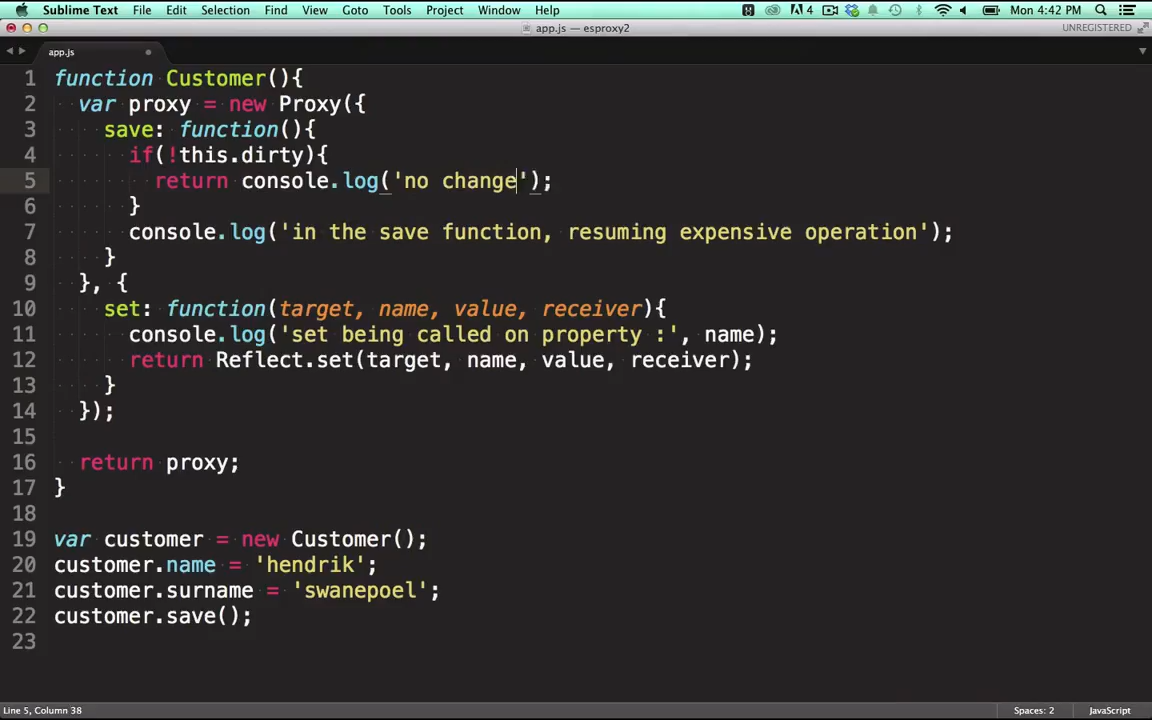 Sublime Text File Edit Selection Find View Goto Tools Project Window Help 4 Mon 4:42 PM
app.js — esproxy2 UNREGISTERED
app.js
1 function Customer(){
2 var proxy = new Proxy({
3 save: function(){
4 if(!this.dirty){
5 return console.log('no change');
6 }
7 console.log('in the save function, resuming expensive operation');
8 }
9 }, {
10 set: function(target, name, value, receiver){
11 console.log('set being called on property :', name);
12 return Reflect.set(target, name, value, receiver);
13 }
14 });
15
16 return proxy;
17 }
18
19 var customer = new Customer();
20 customer.name = 'hendrik';
21 customer.surname = 'swanepoel';
22 customer.save();
23
Line 5, Column 38 Spaces: 2 JavaScript